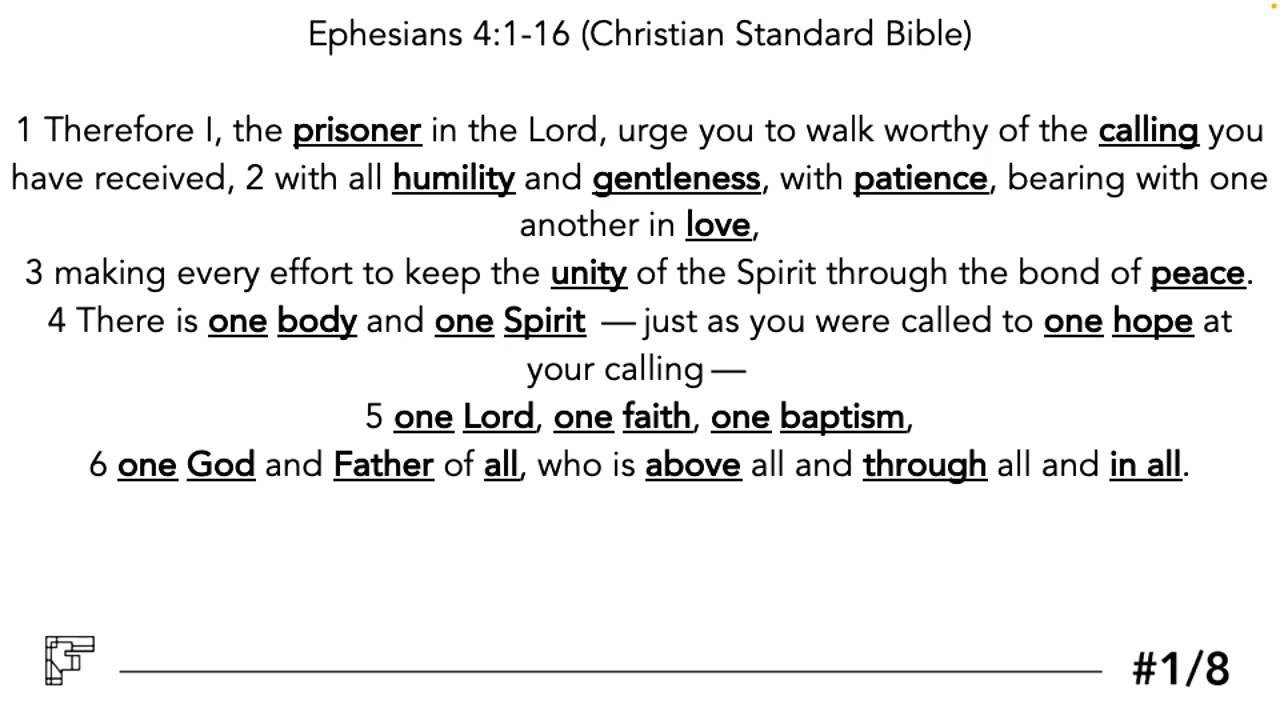 Ephesians 4:1-16 (Christian Standard Bible)
1 Therefore I, the prisoner in the Lord, urge you to walk worthy of the calling you
have received, 2 with all humility and gentleness, with patience, bearing with one
another in love,
3 making every effort to keep the unity of the Spirit through the bond of peace.
4 There is one body and one Spirit — just as you were called to one hope at
your calling —
5 one Lord, one faith, one baptism,
6 one God and Father of all, who is above all and through all and in all.
#1/8